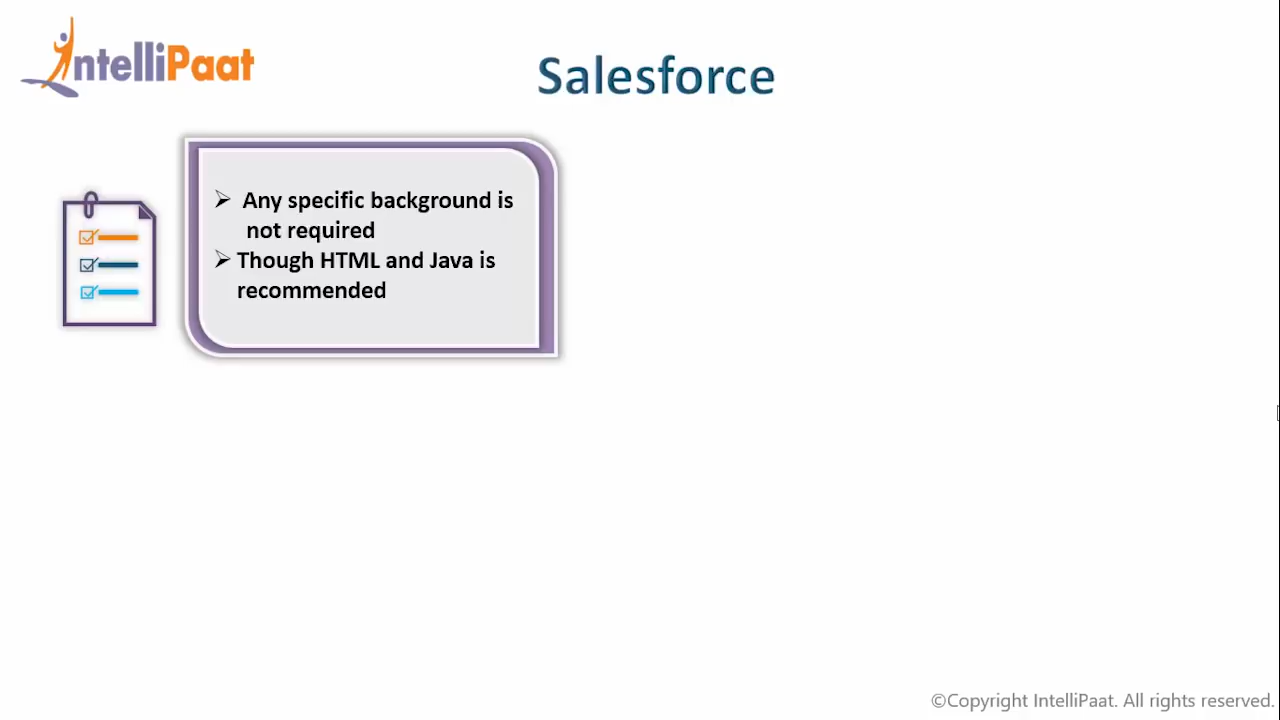 IntelliPaat
Salesforce
➢ Any specific background is
not required
➢ Though HTML and Java is
recommended
©Copyright IntelliPaat. All rights reserved.